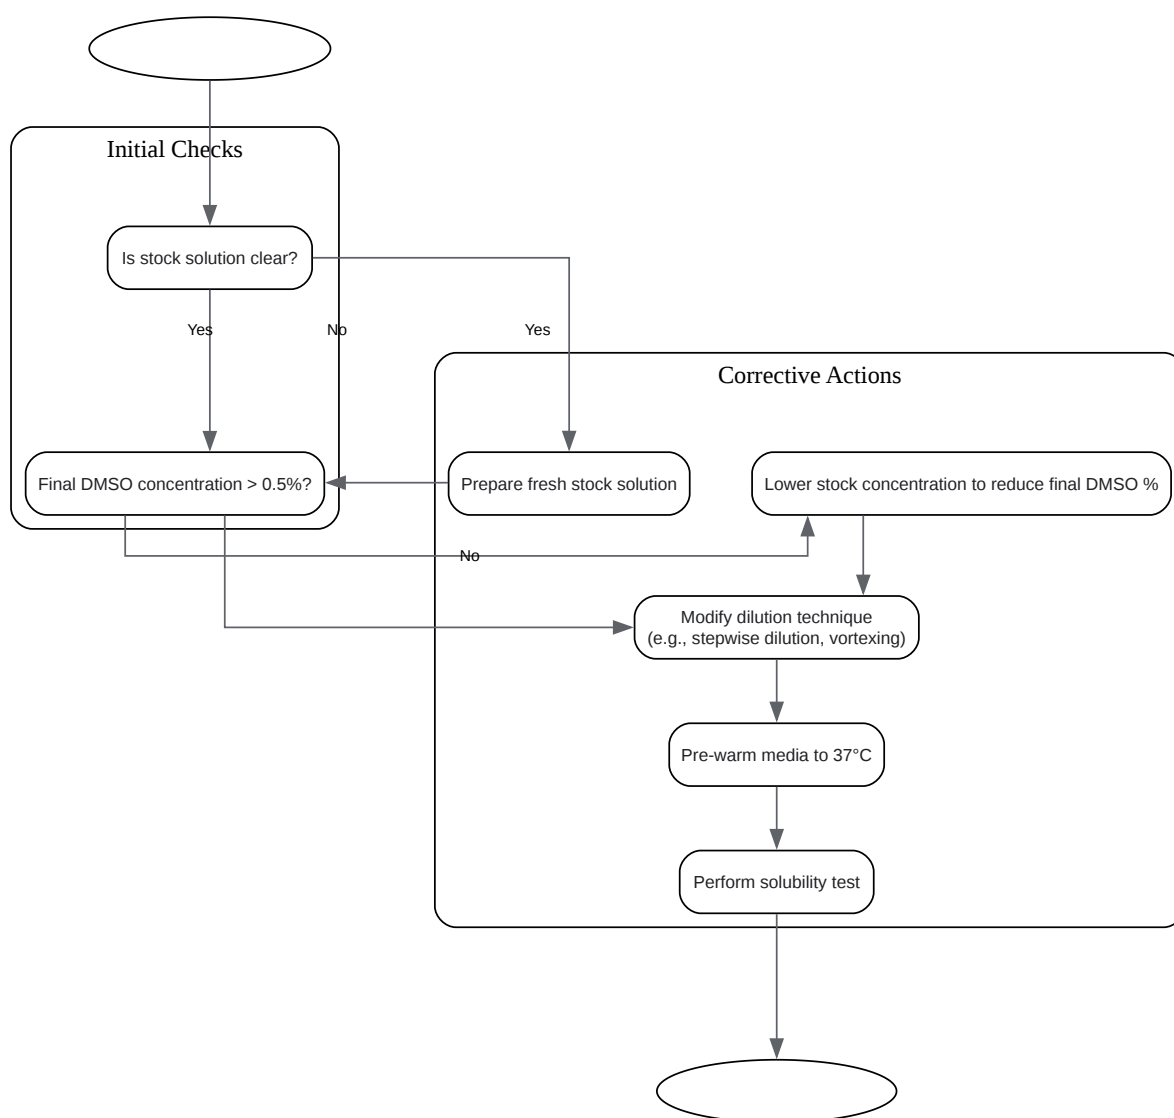 Initial Checks
Is stock solution clear?
Yes
No
Yes
Corrective Actions
Final DMSO concentration > 0.5%?
Prepare fresh stock solution
Lower stock concentration to reduce final DMSO %
No
Modify dilution technique
(e.g., stepwise dilution, vortexing)
Pre-warm media to 37°C
Perform solubility test